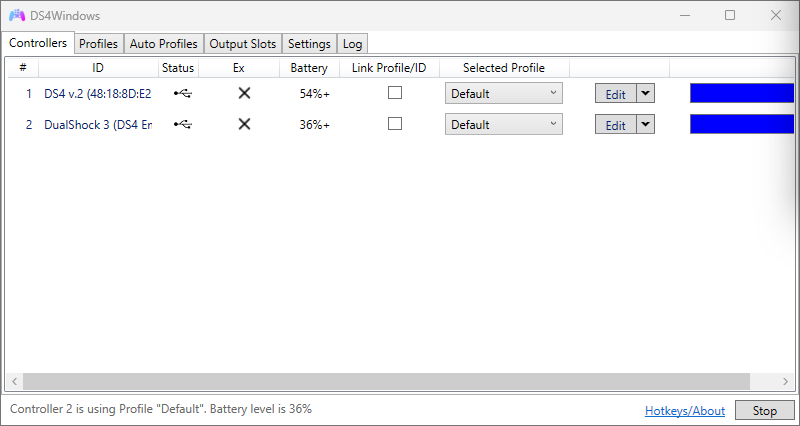 DS4Windows
Controllers Profiles Auto Profiles Output Slots Settings Log
# ID Status Ex Battery Link Profile/ID Selected Profile
1 DS4 v.2 (48:18:8D:E2 54%+ Default Edit
2 DualShock 3 (DS4 En 36%+ Default Edit
Controller 2 is using Profile "Default". Battery level is 36%
Hotkeys/About Stop